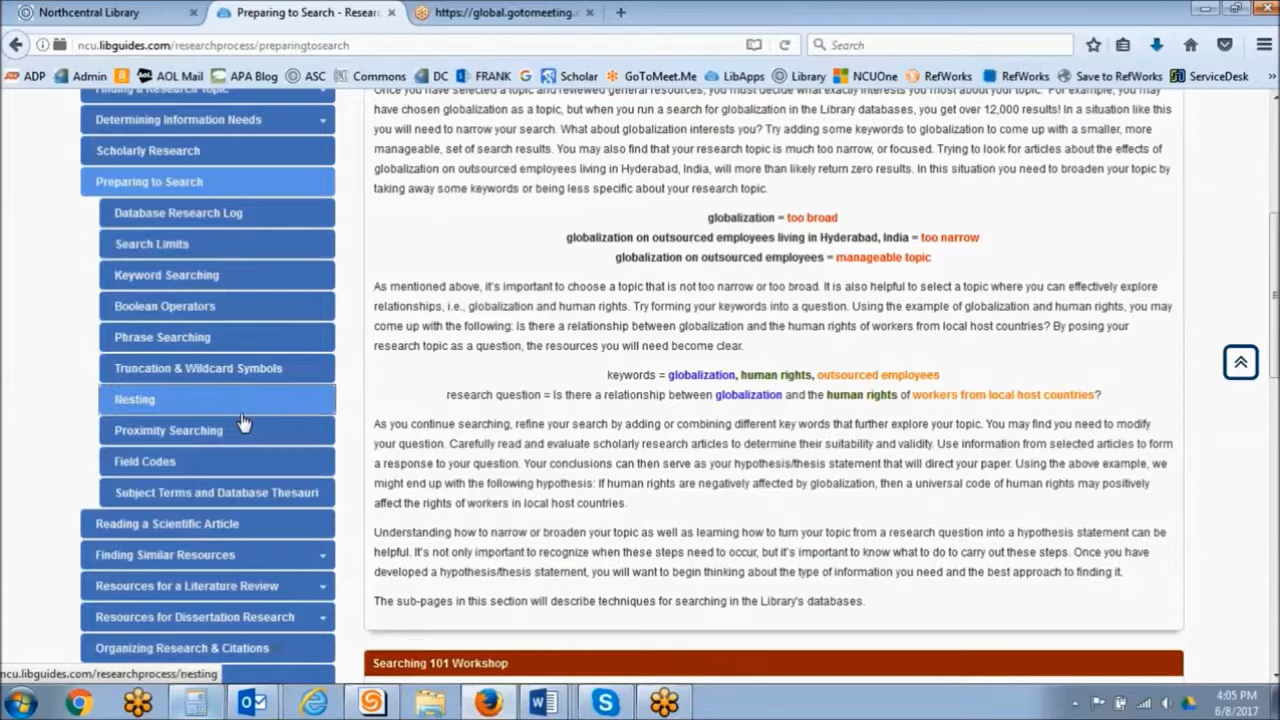 Northcentral Library
Preparing to Search - Resear
https://global.gotomeeting.
ncu.libguides.com/researchprocess/preparingtosearch
Search
ADP Admin AOL Mail APA Blog ASC Commons DC FRANK Scholar GoToMeet.Me LibApps Library NCUOne RefWorks RefWorks Save to RefWorks ServiceDesk
Finding a Research Topic
Determining Information Needs
Scholarly Research
Preparing to Search
Database Research Log
Search Limits
Keyword Searching
Boolean Operators
Phrase Searching
Truncation & Wildcard Symbols
Nesting
Proximity Searching
Field Codes
Subject Terms and Database Thesauri
Reading a Scientific Article
Finding Similar Resources
Resources for a Literature Review
Resources for Dissertation Research
Organizing Research & Citations
Once you have selected a topic and reviewed general resources, you must decide what exactly interests you most about your topic. For example, you may
have chosen globalization as a topic, but when you run a search for globalization in the Library databases, you get over 12,000 results! In a situation like this
you will need to narrow your search. What about globalization interests you? Try adding some keywords to globalization to come up with a smaller, more
manageable, set of search results. You may also find that your research topic is much too narrow, or focused. Trying to look for articles about the effects of
globalization on outsourced employees living in Hyderabad, India, will more than likely return zero results. In this situation you need to broaden your topic by
taking away some keywords or being less specific about your research topic.
globalization = too broad
globalization on outsourced employees living in Hyderabad, India = too narrow
globalization on outsourced employees = manageable topic
As mentioned above, it's important to choose a topic that is not too narrow or too broad. It is also helpful to select a topic where you can effectively explore
relationships, i.e., globalization and human rights. Try forming your keywords into a question. Using the example of globalization and human rights, you may
come up with the following: Is there a relationship between globalization and the human rights of workers from local host countries? By posing your
research topic as a question, the resources you will need become clear.
keywords = globalization, human rights, outsourced employees
research question = Is there a relationship between globalization and the human rights of workers from local host countries?
As you continue searching, refine your search by adding or combining different key words that further explore your topic. You may find you need to modify
your question. Carefully read and evaluate scholarly research articles to determine their suitability and validity. Use information from selected articles to form
a response to your question. Your conclusions can then serve as your hypothesis/thesis statement that will direct your paper. Using the above example, we
might end up with the following hypothesis: If human rights are negatively affected by globalization, then a universal code of human rights may positively
affect the rights of workers in local host countries.
Understanding how to narrow or broaden your topic as well as learning how to turn your topic from a research question into a hypothesis statement can be
helpful. It's not only important to recognize when these steps need to occur, but it's important to know what to do to carry out these steps. Once you have
developed a hypothesis/thesis statement, you will want to begin thinking about the type of information you need and the best approach to finding it.
The sub-pages in this section will describe techniques for searching in the Library's databases.
Searching 101 Workshop
ncu.libguides.com/researchprocess/nesting
4:05 PM
6/8/2017